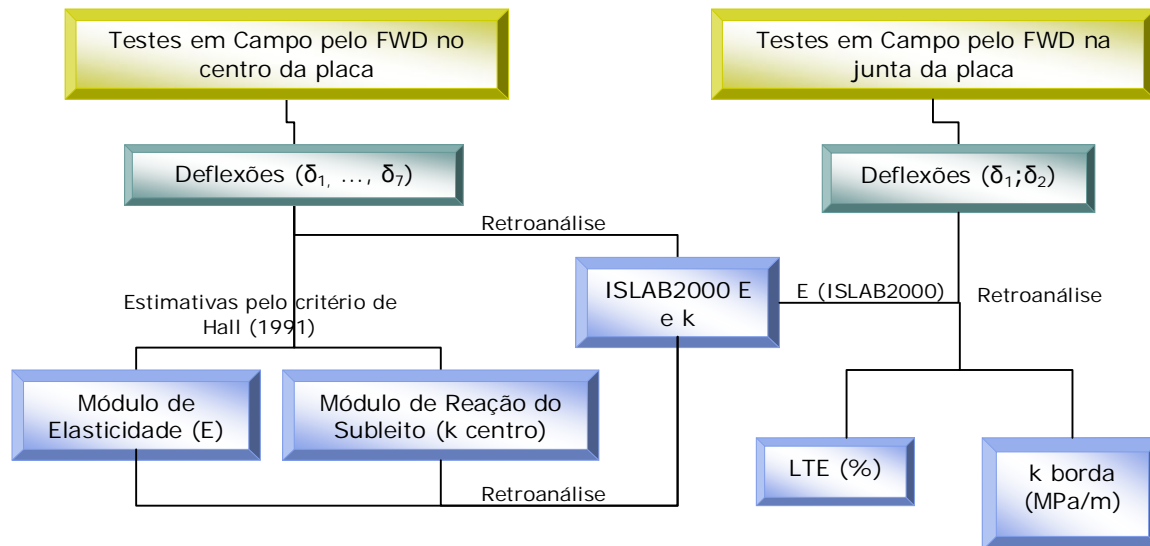 Testes em Campo pelo FWD no
centro da placa
Testes em Campo pelo FWD na
junta da placa
Deflexões (δ₁, ..., δ₇)
Deflexões (δ₁;δ₂)
Retroanálise
ISLAB2000 E
e k
E (ISLAB2000)
Retroanálise
Estimativas pelo critério de
Hall (1991)
Módulo de
Elasticidade (E)
Módulo de Reação do
Subleito (k centro)
LTE (%)
k borda
(MPa/m)
Retroanálise